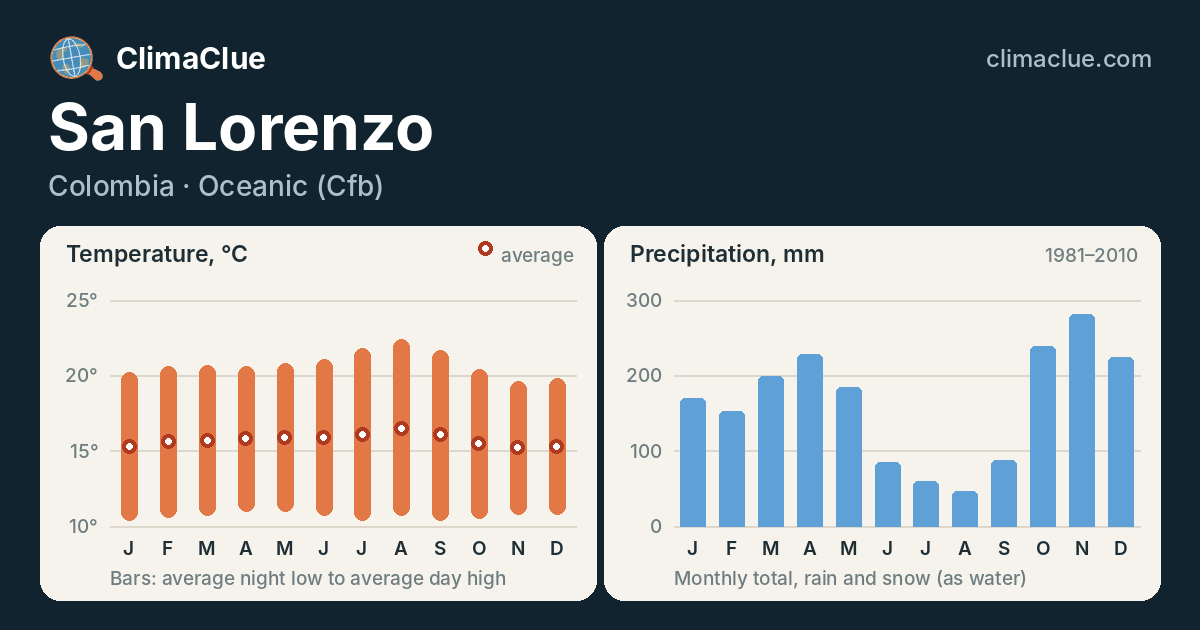 ClimaClue
climaclue.com
San Lorenzo
Colombia · Oceanic (Cfb)
Temperature, °C
average
25°
20°
15°
10°
J F M A M J J A S O N D
Bars: average night low to average day high
Precipitation, mm
1981–2010
300
200
100
0
J F M A M J J A S O N D
Monthly total, rain and snow (as water)